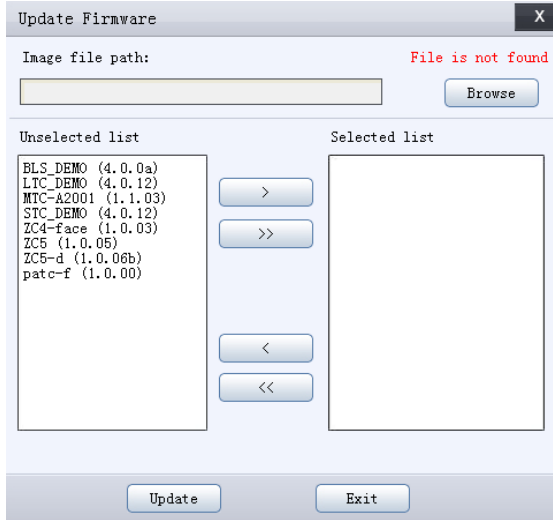 Update Firmware
X
Image file path:
File is not found
Browse
Unselected list
Selected list
BLS_DEMO (4.0.0a)
LTC_DEMO (4.0.12)
MTC-A2001 (1.1.03)
STC_DEMO (4.0.12)
ZC4-face (1.0.03)
ZC5 (1.0.05)
ZC5-d (1.0.06b)
patc-f (1.0.00)
>
>>
<
<<
Update
Exit